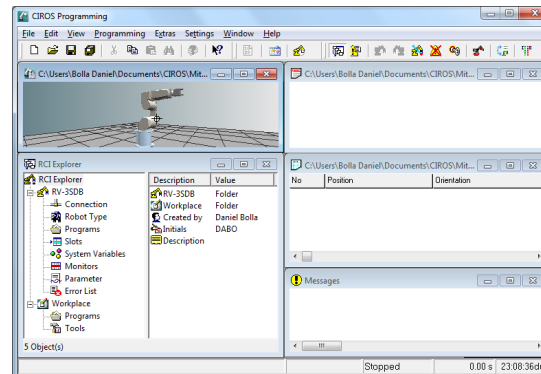 CIROS Programming
File Edit View Programming Extras Settings Window Help
C:\Users\Bolla Daniel\Documents\CIROS\Mit...
C:\Users\Bolla Daniel\Documents\CIROS\Mit...
RCI Explorer
RCI Explorer
RV-3SDB
Connection
Robot Type
Programs
Slots
System Variables
Monitors
Parameter
Error List
Workplace
Programs
Tools
Description Value
RV-3SDB Folder
Workplace Folder
Created by Daniel Bolla
Initials DABO
Description
5 Object(s)
C:\Users\Bolla Daniel\Documents\CIROS\Mit...
No Position Orientation
Messages
Stopped 0.00 s 23:08:36de